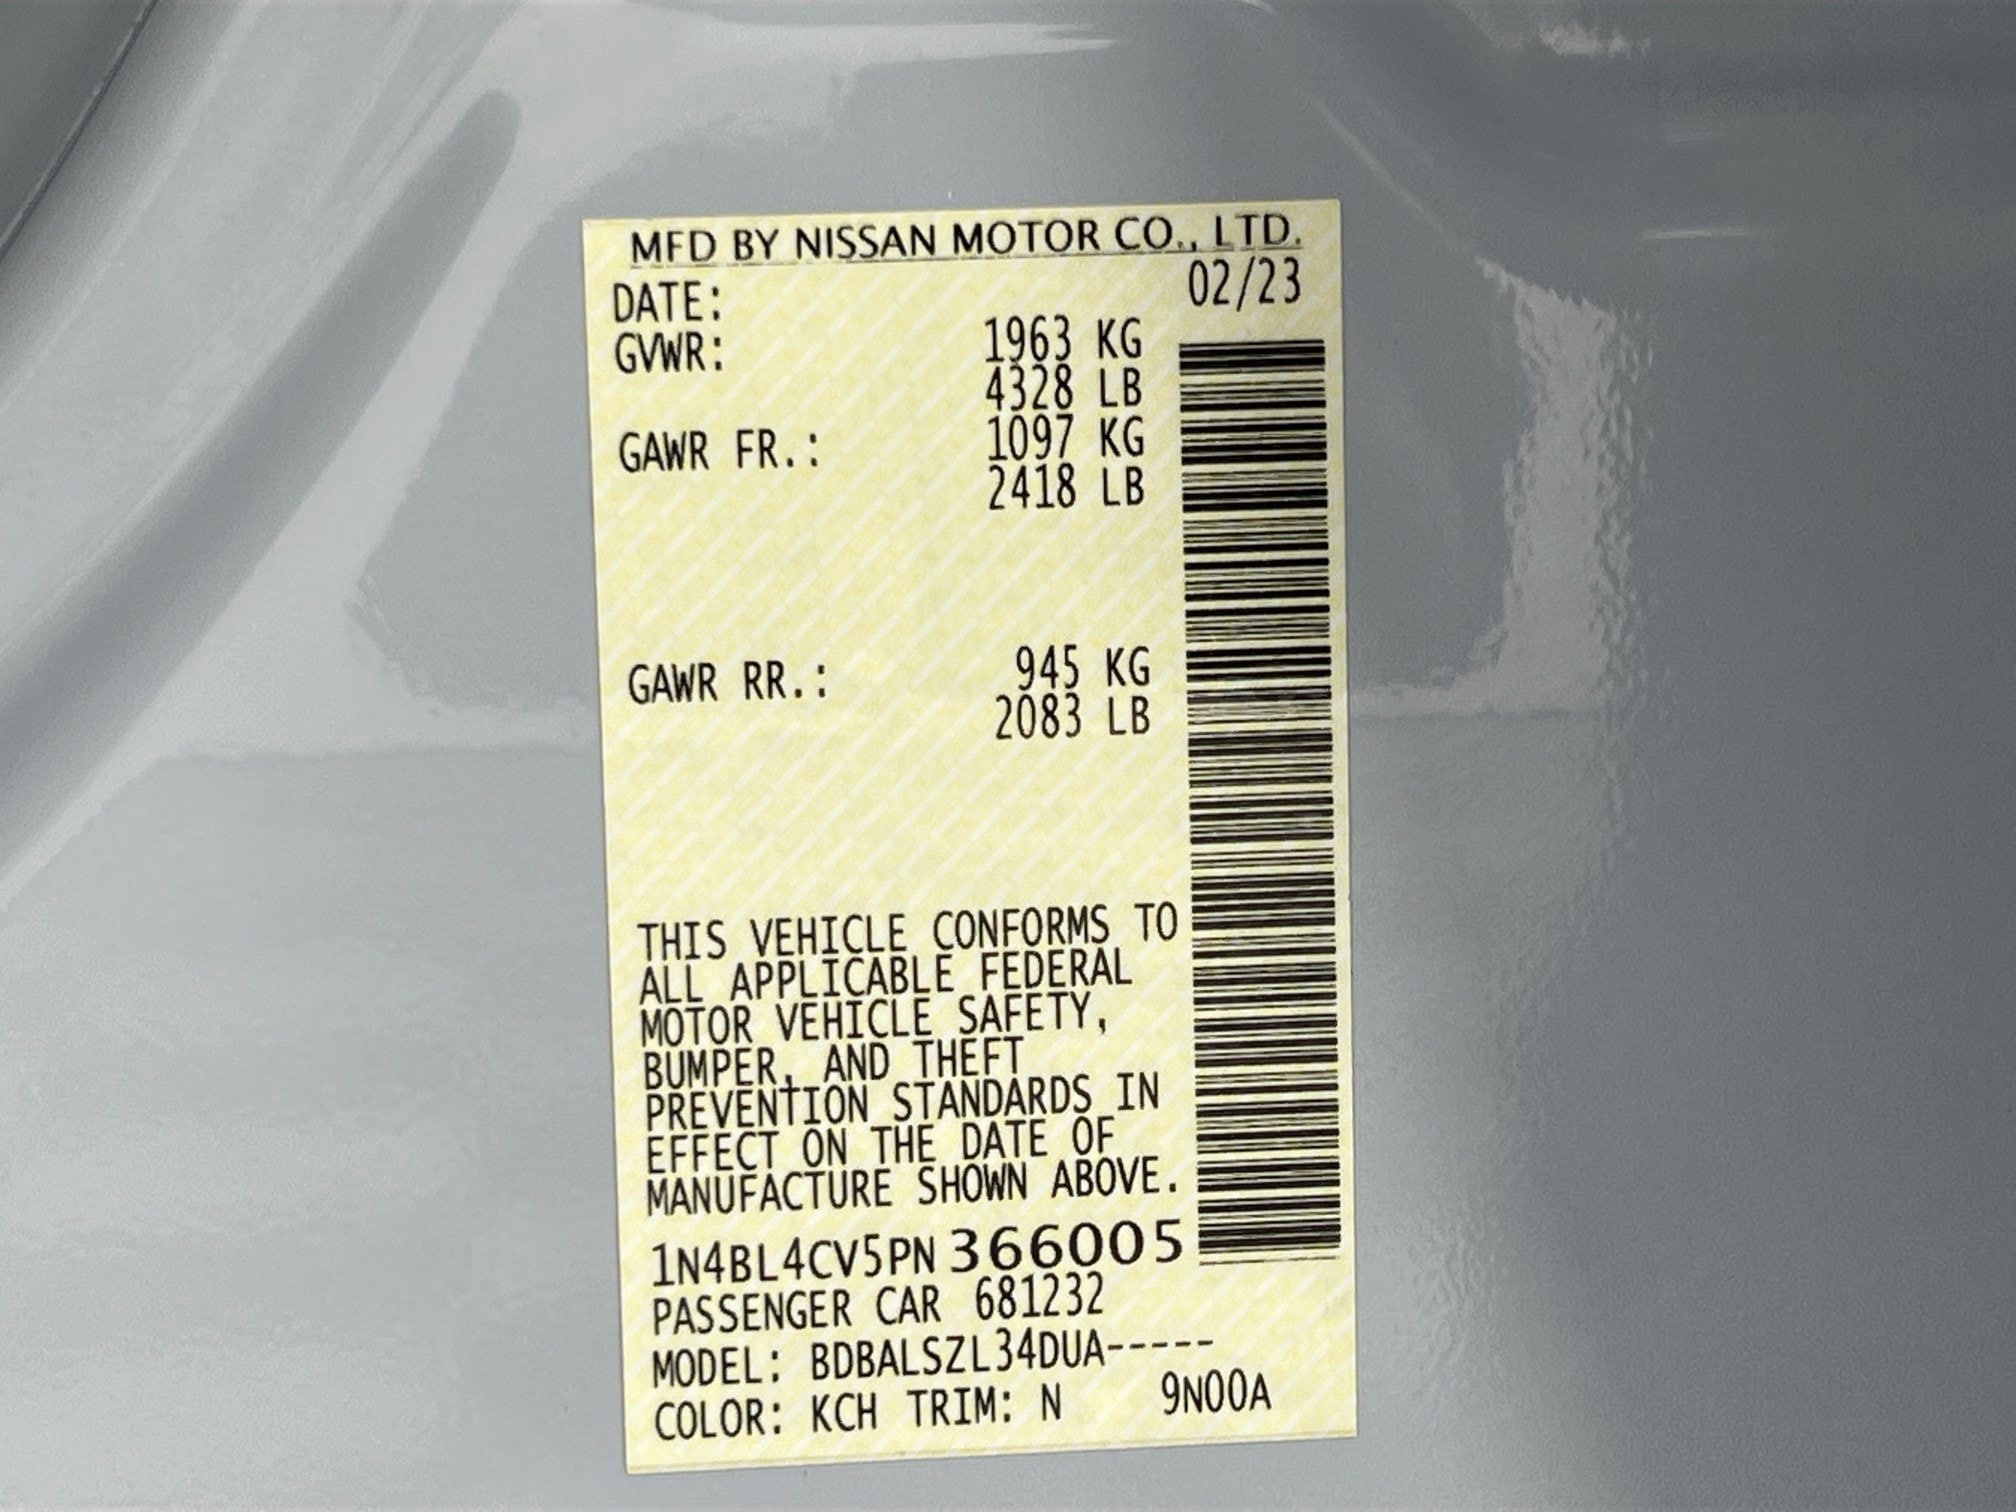 MFD BY NISSAN MOTOR CO., LTD.
DATE: 02/23
GVWR: 1963 KG
4328 LB
GAWR FR.: 1097 KG
2418 LB
GAWR RR.: 945 KG
2083 LB
THIS VEHICLE CONFORMS TO
ALL APPLICABLE FEDERAL
MOTOR VEHICLE SAFETY,
BUMPER, AND THEFT
PREVENTION STANDARDS IN
EFFECT ON THE DATE OF
MANUFACTURE SHOWN ABOVE.
1N4BL4CV5PN366005
PASSENGER CAR 681232
MODEL: BDBALSZL34DUA-----
COLOR: KCH TRIM: N 9N00A